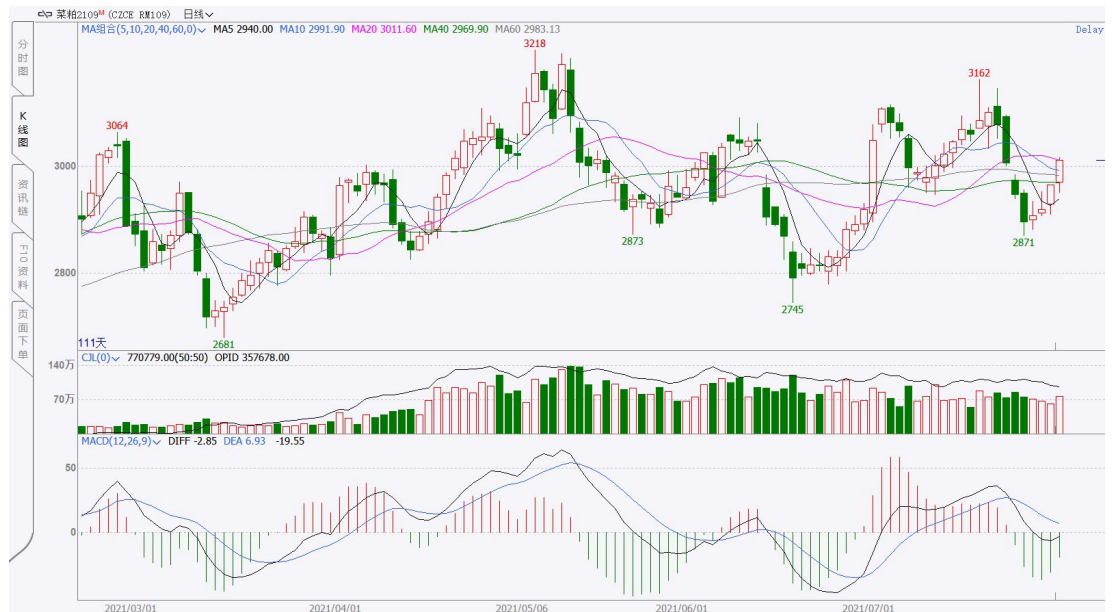 菜粕2109ᴹ (CZCE RM109) 日线
MA组合(5,10,20,40,60,0) MA5 2940.00 MA10 2991.90 MA20 3011.60 MA40 2969.90 MA60 2983.13
Delay
分时图
K线图
资讯链
F10资料
页面下单
3218
3162
3064
3000
2873
2871
2800
2745
2681
111天
CJL(0) 770779.00(50:50) OPID 357678.00
140万
70万
MACD(12,26,9) DIFF -2.85 DEA 6.93 -19.55
50
0
2021/03/01 2021/04/01 2021/05/06 2021/06/01 2021/07/01